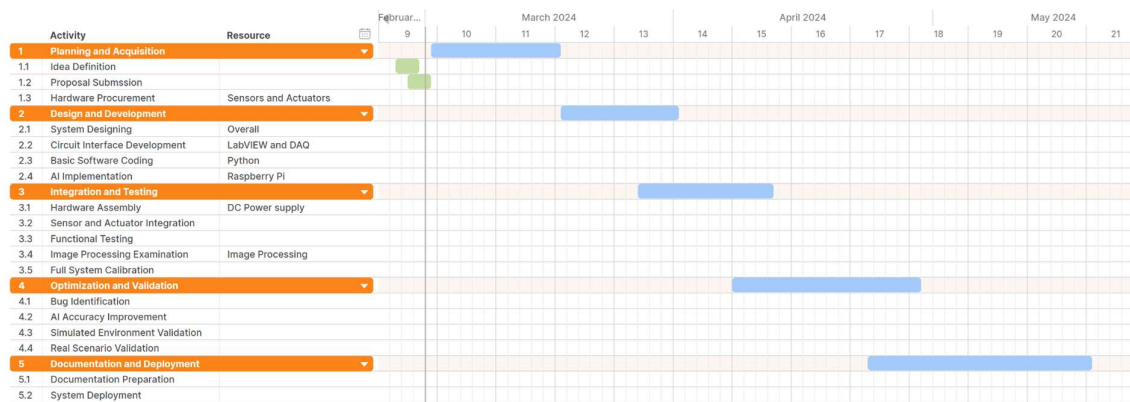 Februar... March 2024 April 2024 May 2024
Activity Resource 9 10 11 12 13 14 15 16 17 18 19 20 21
1 Planning and Acquisition
1.1 Idea Definition
1.2 Proposal Submssion
1.3 Hardware Procurement Sensors and Actuators
2 Design and Development
2.1 System Designing Overall
2.2 Circuit Interface Development LabVIEW and DAQ
2.3 Basic Software Coding Python
2.4 AI Implementation Raspberry Pi
3 Integration and Testing
3.1 Hardware Assembly DC Power supply
3.2 Sensor and Actuator Integration
3.3 Functional Testing
3.4 Image Processing Examination Image Processing
3.5 Full System Calibration
4 Optimization and Validation
4.1 Bug Identification
4.2 AI Accuracy Improvement
4.3 Simulated Environment Validation
4.4 Real Scenario Validation
5 Documentation and Deployment
5.1 Documentation Preparation
5.2 System Deployment